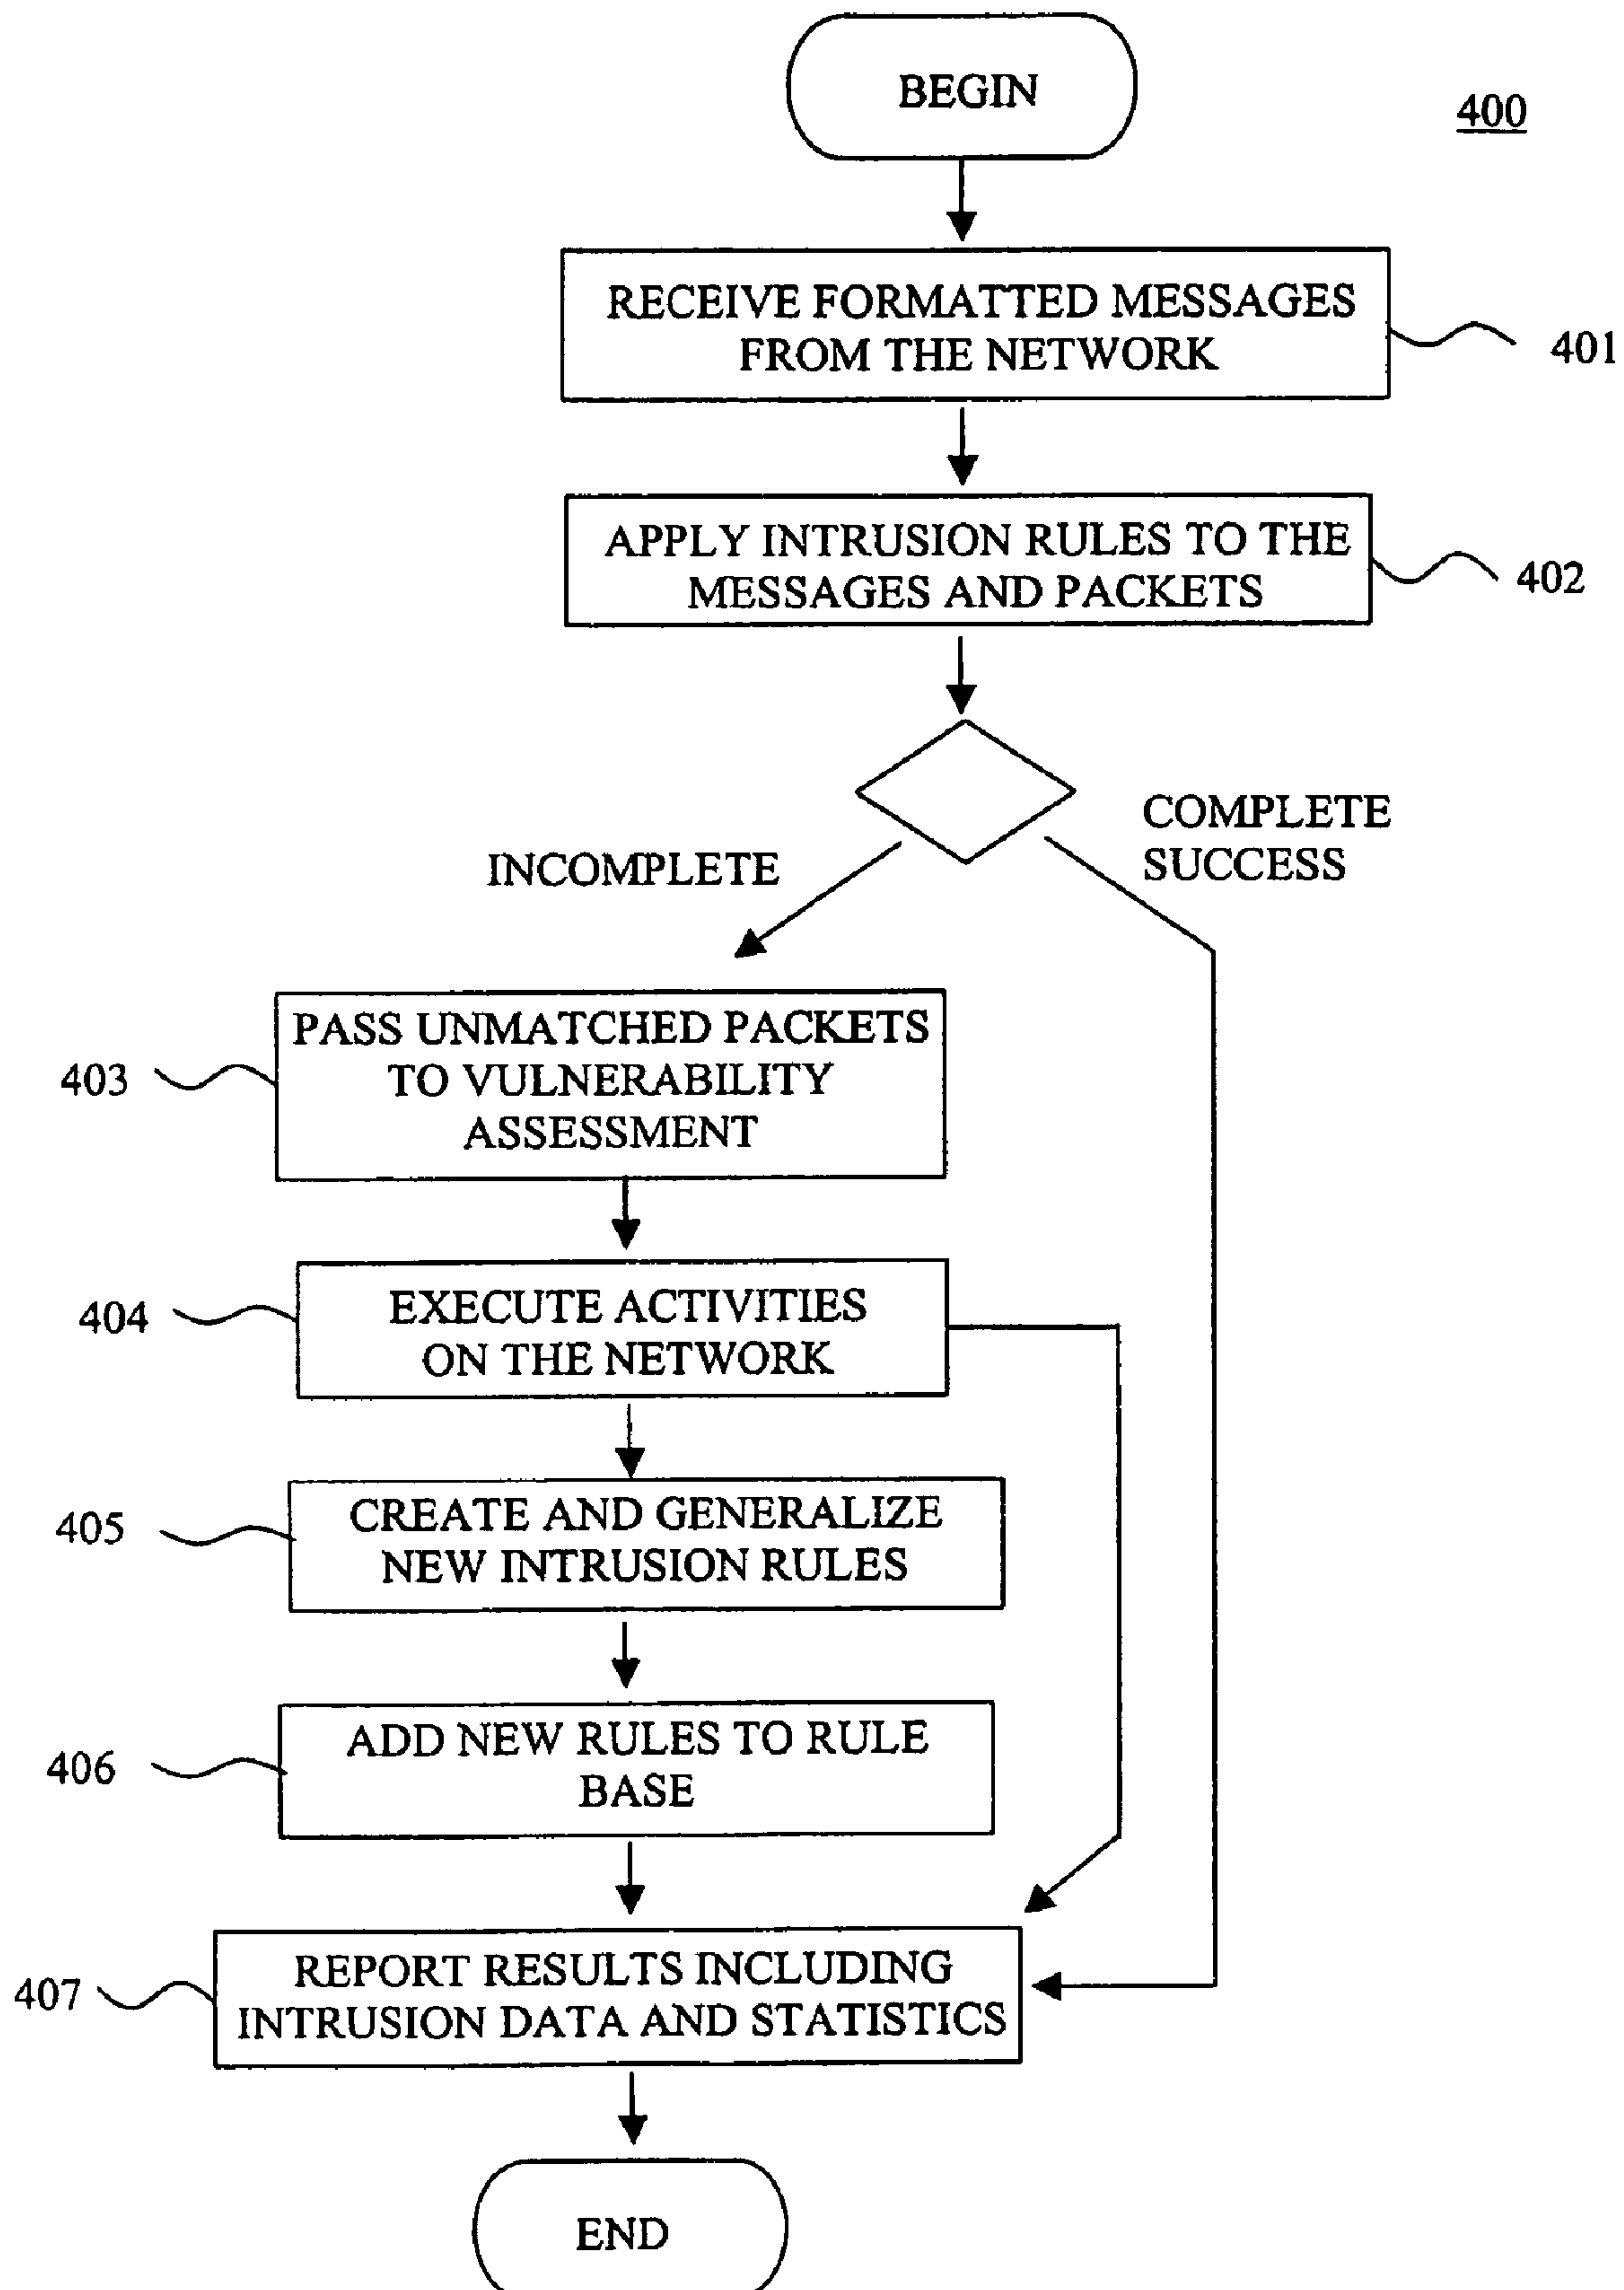 BEGIN
400
RECEIVE FORMATTED MESSAGES
FROM THE NETWORK
401
APPLY INTRUSION RULES TO THE
MESSAGES AND PACKETS
402
COMPLETE
SUCCESS
INCOMPLETE
PASS UNMATCHED PACKETS
TO VULNERABILITY
ASSESSMENT
403
EXECUTE ACTIVITIES
ON THE NETWORK
404
CREATE AND GENERALIZE
NEW INTRUSION RULES
405
ADD NEW RULES TO RULE
BASE
406
REPORT RESULTS INCLUDING
INTRUSION DATA AND STATISTICS
407
END